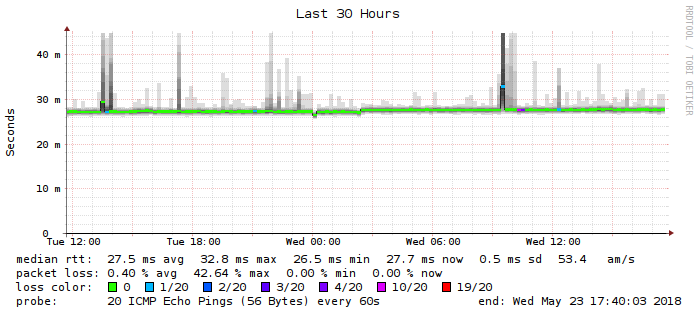 Last 30 Hours
RRDTOOL / TOBI OETIKER
Seconds
40 m
30 m
20 m
10 m
0
Tue 12:00 Tue 18:00 Wed 00:00 Wed 06:00 Wed 12:00
median rtt: 27.5 ms avg 32.8 ms max 26.5 ms min 27.7 ms now 0.5 ms sd 53.4 am/s
packet loss: 0.40 % avg 42.64 % max 0.00 % min 0.00 % now
loss color: 0 1/20 2/20 3/20 4/20 10/20 19/20
probe: 20 ICMP Echo Pings (56 Bytes) every 60s end: Wed May 23 17:40:03 2018